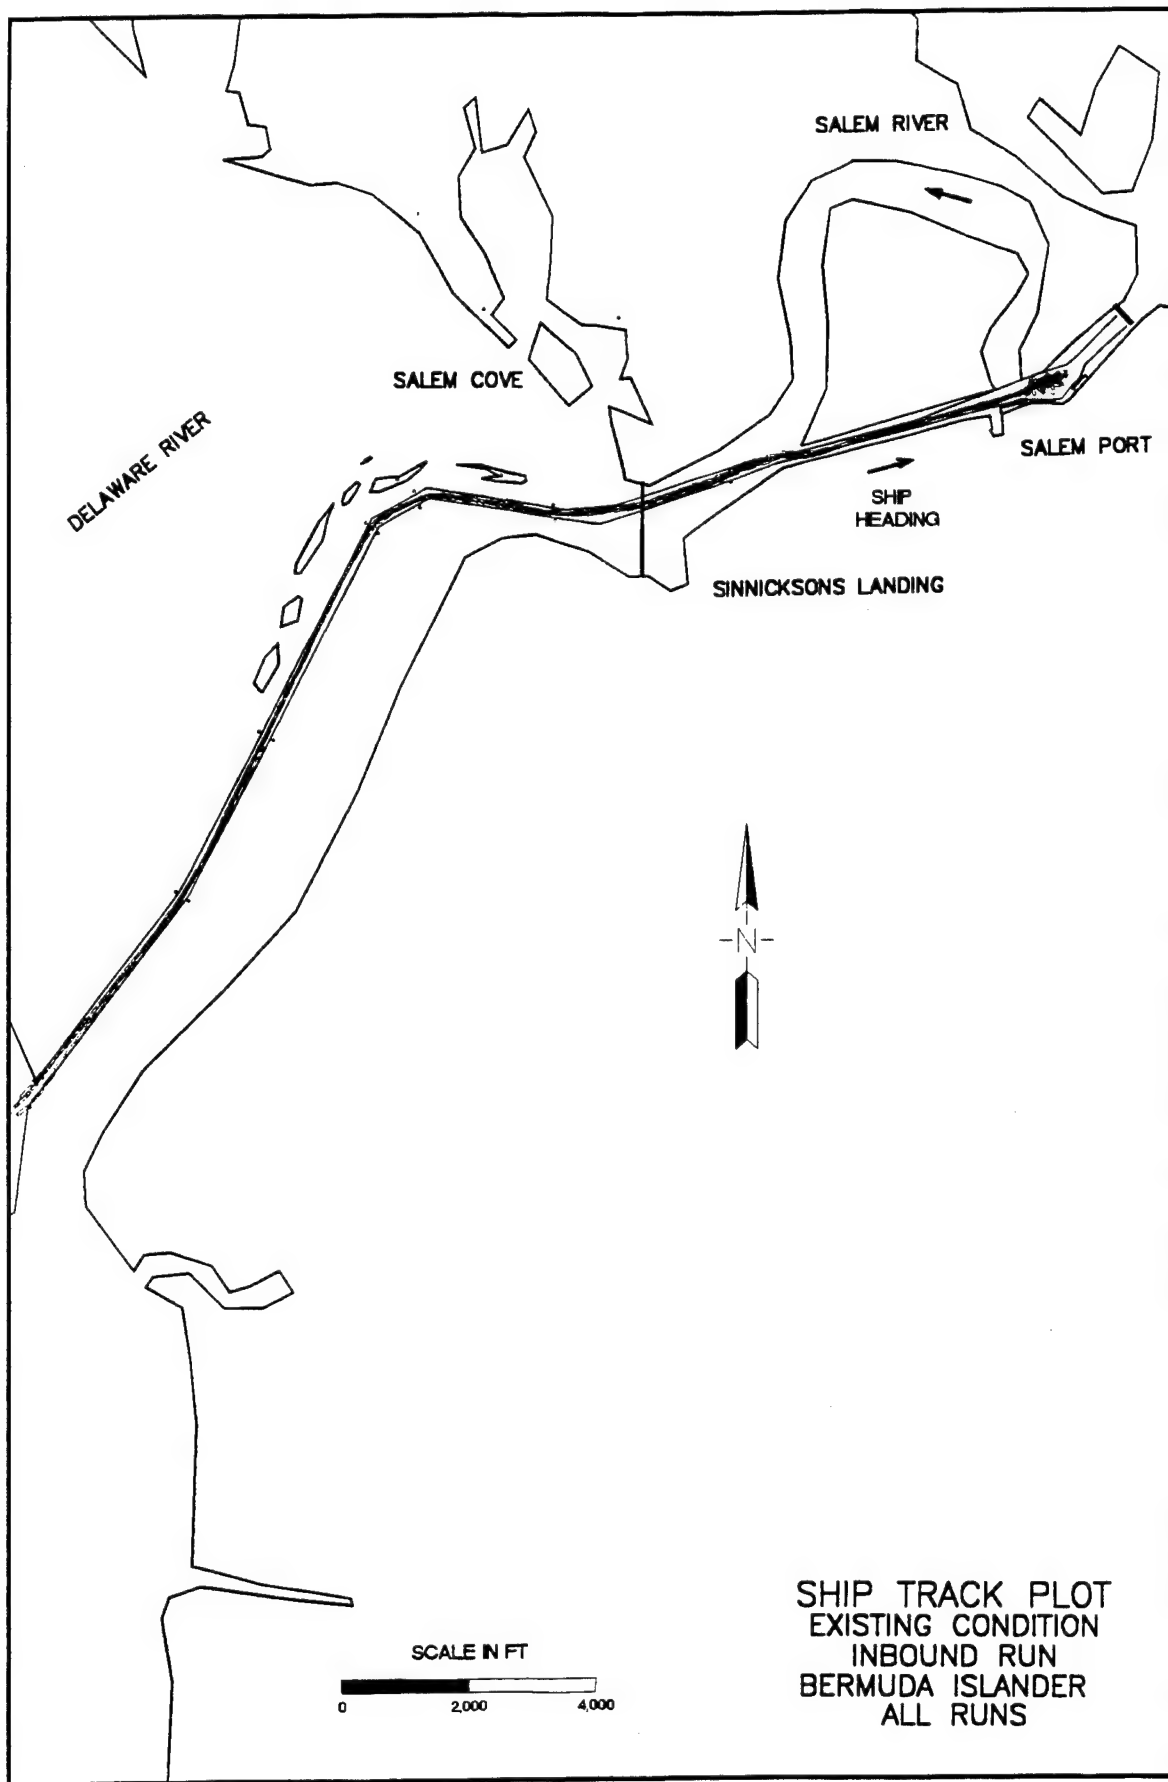 SALEM RIVER
SALEM COVE
DELAWARE RIVER
SALEM PORT
SHIP
HEADING
SINNICKSONS LANDING
N
SHIP TRACK PLOT
EXISTING CONDITION
INBOUND RUN
BERMUDA ISLANDER
ALL RUNS
SCALE IN FT
0 2,000 4,000